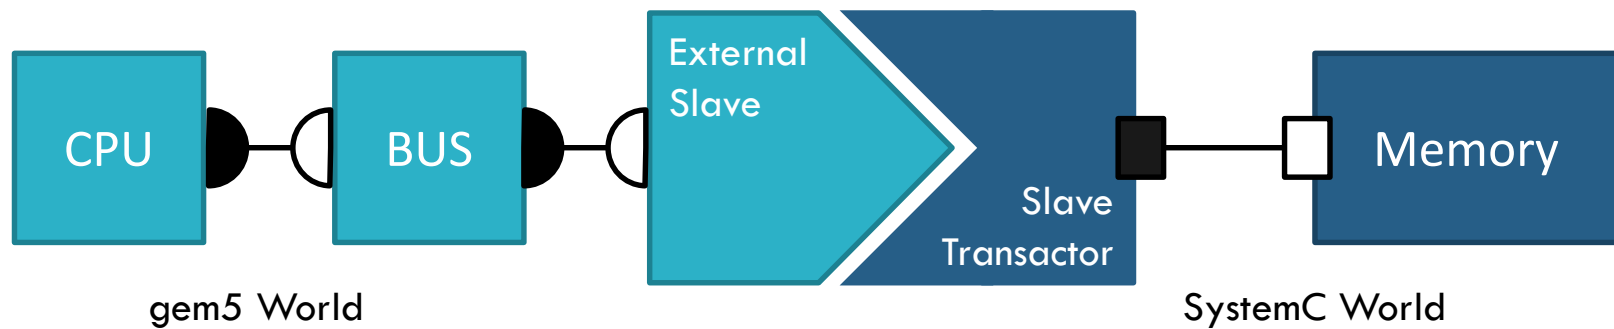 CPU
BUS
External
Slave
Slave
Transactor
Memory
gem5 World
SystemC World